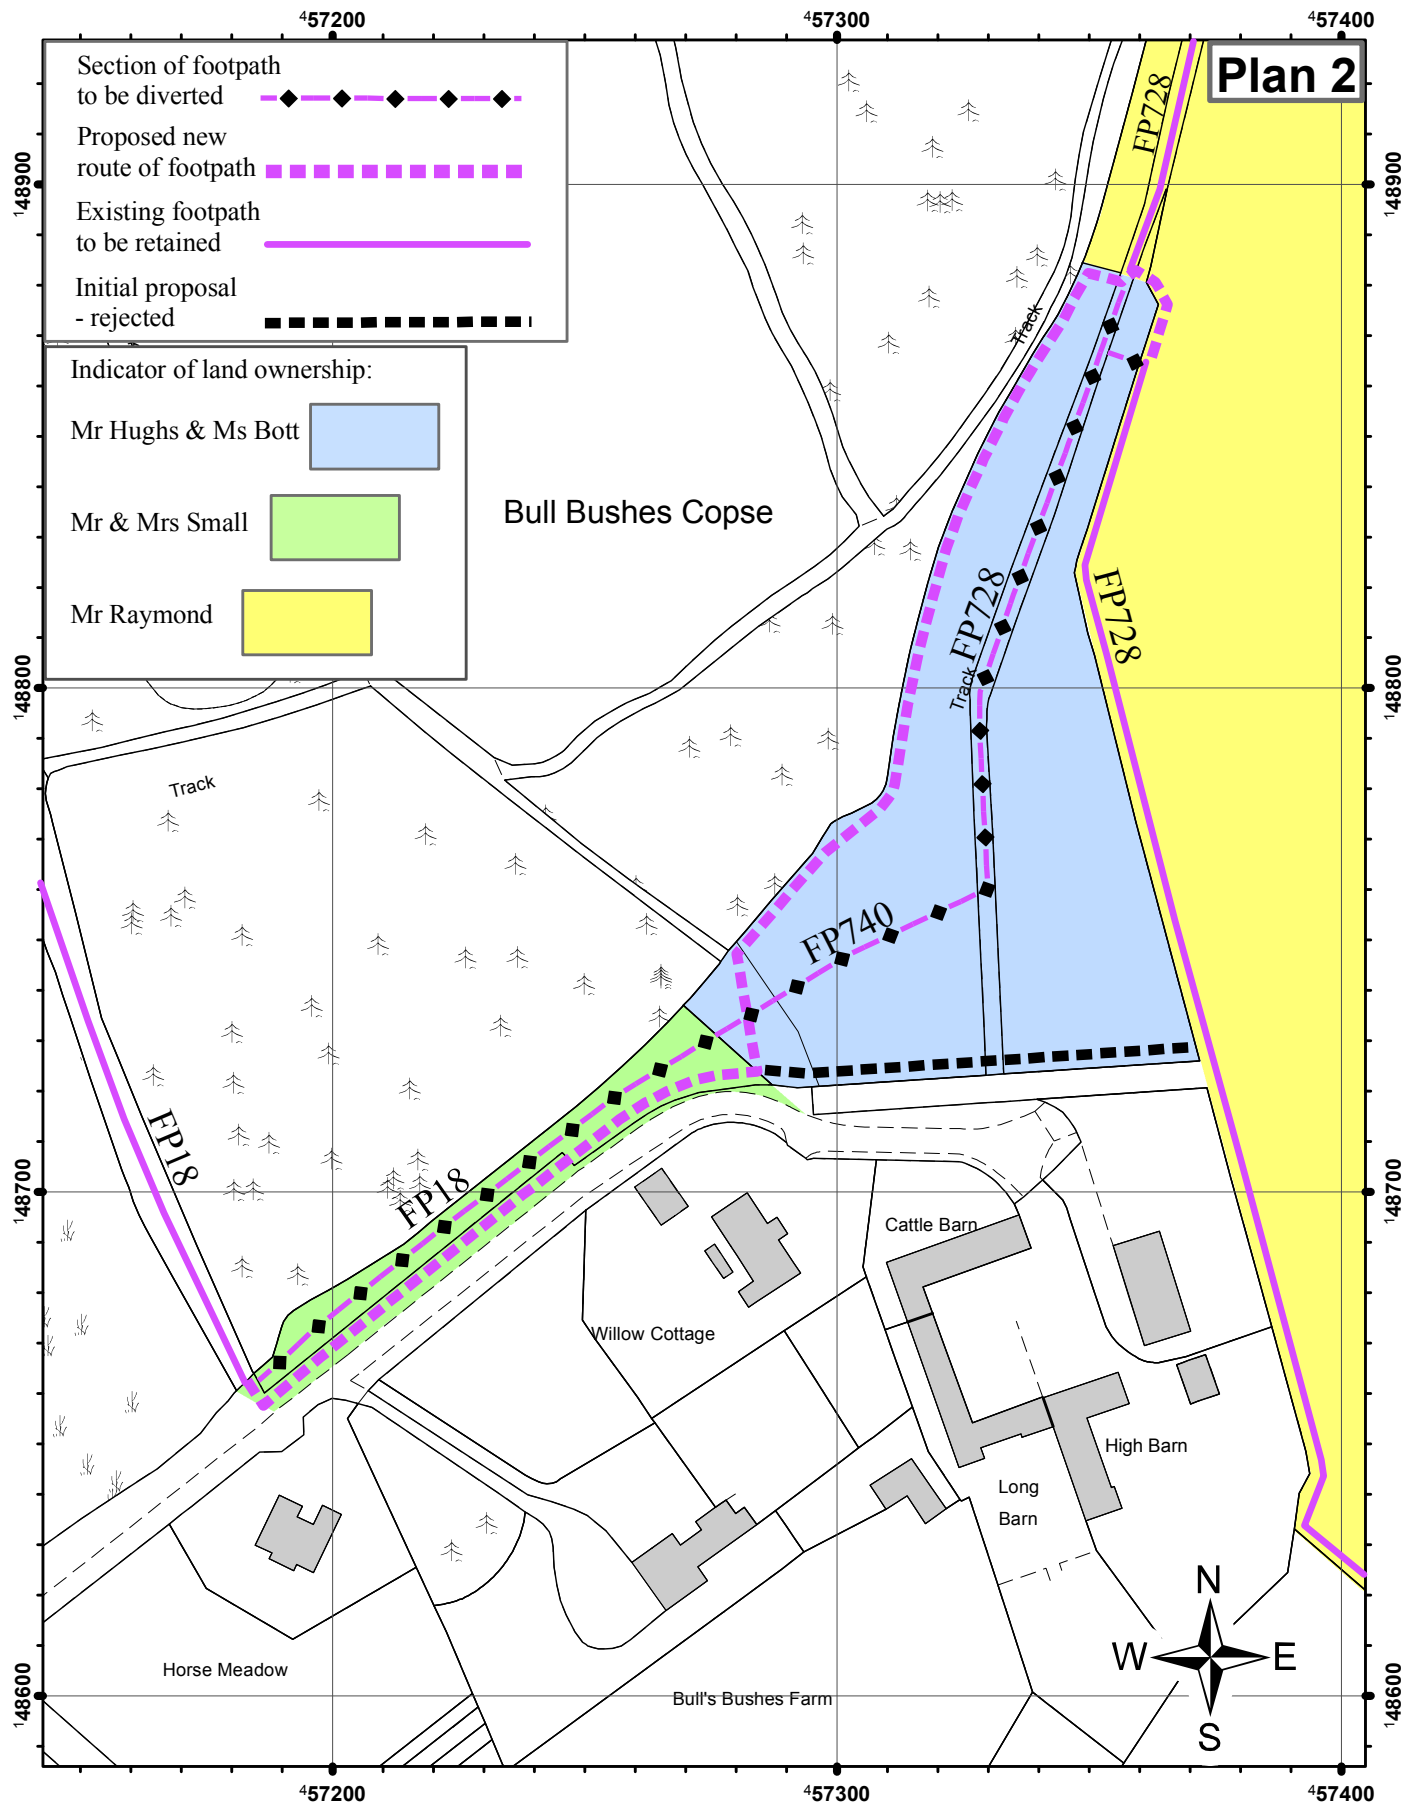 ⁴57200
⁴57300
⁴57400
Plan 2
Section of footpath
to be diverted
Proposed new
route of footpath
Existing footpath
to be retained
Initial proposal
- rejected
Indicator of land ownership:
Mr Hughs & Ms Bott
Mr & Mrs Small
Mr Raymond
FP728
¹48900
¹48900
Track
Bull Bushes Copse
FP728
FP728
Track
¹48800
¹48800
Track
FP740
FP18
FP18
¹48700
¹48700
Cattle Barn
Willow Cottage
High Barn
Long
Barn
N
W
E
S
Horse Meadow
Bull's Bushes Farm
¹48600
¹48600
⁴57200
⁴57300
⁴57400